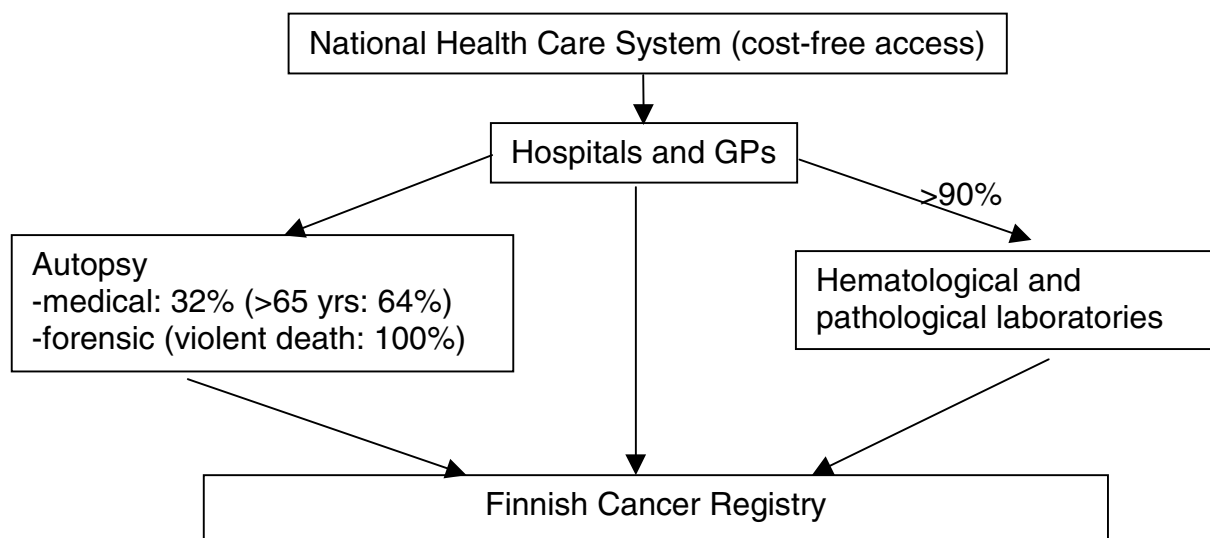 National Health Care System (cost-free access)
Hospitals and GPs
>90%
Autopsy
-medical: 32% (>65 yrs: 64%)
-forensic (violent death: 100%)
Hematological and
pathological laboratories
Finnish Cancer Registry